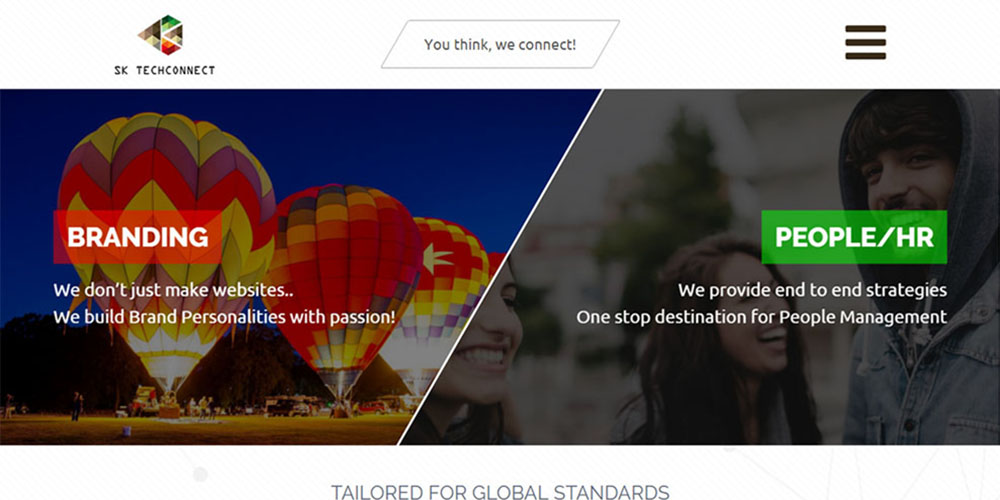 SK TECHCONNECT
You think, we connect!
BRANDING
We don't just make websites..
We build Brand Personalities with passion!
PEOPLE/HR
We provide end to end strategies
One stop destination for People Management
TAILORED FOR GLOBAL STANDARDS